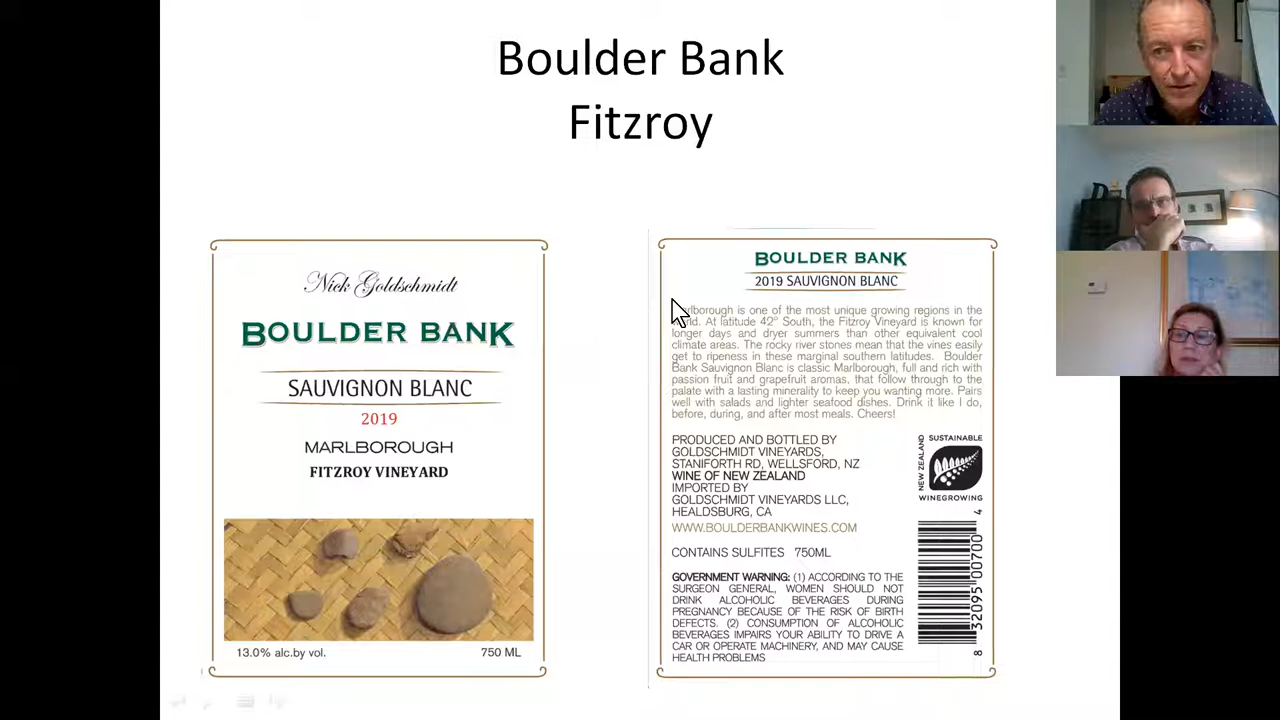 Boulder Bank
Fitzroy
Nick Goldschmidt
BOULDER BANK
SAUVIGNON BLANC
2019
MARLBOROUGH
FITZROY VINEYARD
13.0% alc.by vol. 750 ML
BOULDER BANK
2019 SAUVIGNON BLANC
is one of the most unique growing regions in the
At latitude 42° South, the Fitzroy Vineyard is known for
longer days and dryer summers than other equivalent cool
climate areas. The rocky river stones mean that the vines easily
get to ripeness in these marginal southern latitudes. Boulder
Bank Sauvignon Blanc is classic Marlborough, full and rich with
passion fruit and grapefruit aromas, that follow through to the
palate with a lasting minerality to keep you wanting more. Pairs
well with salads and lighter seafood dishes. Drink it like I do,
before, during, and after most meals. Cheers!
PRODUCED AND BOTTLED BY
GOLDSCHMIDT VINEYARDS,
STANIFORTH RD, WELLSFORD, NZ
WINE OF NEW ZEALAND
IMPORTED BY
GOLDSCHMIDT VINEYARDS LLC,
HEALDSBURG, CA
WWW.BOULDERBANKWINES.COM
CONTAINS SULFITES 750ML
GOVERNMENT WARNING: (1) ACCORDING TO THE
SURGEON GENERAL, WOMEN SHOULD NOT
DRINK ALCOHOLIC BEVERAGES DURING
PREGNANCY BECAUSE OF THE RISK OF BIRTH
DEFECTS. (2) CONSUMPTION OF ALCOHOLIC
BEVERAGES IMPAIRS YOUR ABILITY TO DRIVE A
CAR OR OPERATE MACHINERY, AND MAY CAUSE
HEALTH PROBLEMS
NEW ZEALAND
SUSTAINABLE
WINEGROWING
8 32095 00700 4